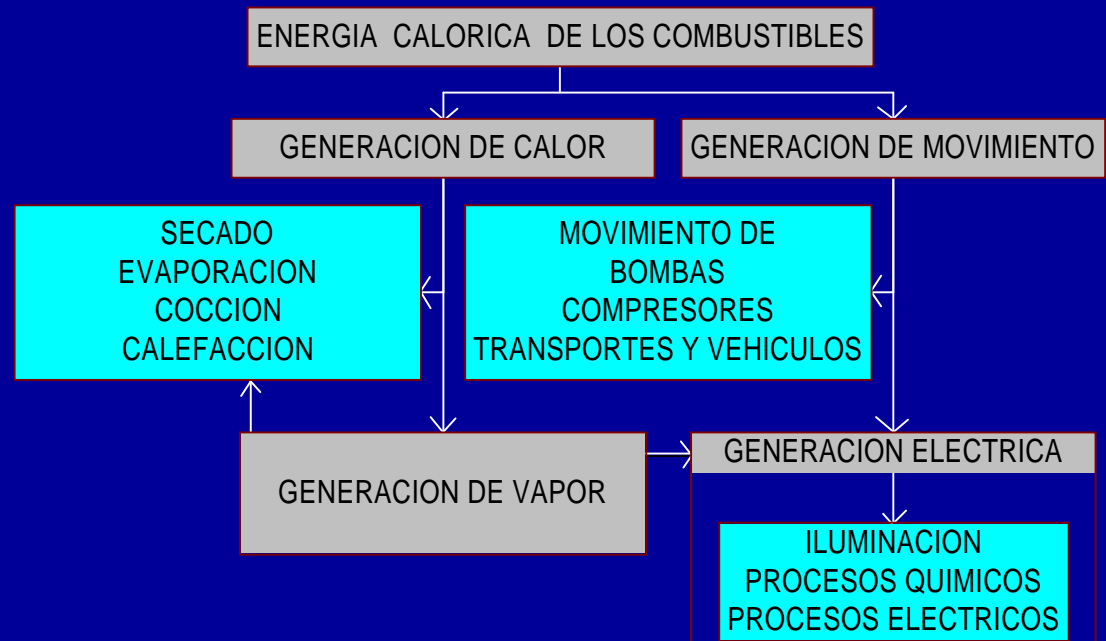 ENERGIA CALORICA DE LOS COMBUSTIBLES
GENERACION DE CALOR
GENERACION DE MOVIMIENTO
SECADO
EVAPORACION
COCCION
CALEFACCION
MOVIMIENTO DE
BOMBAS
COMPRESORES
TRANSPORTES Y VEHICULOS
GENERACION DE VAPOR
GENERACION ELECTRICA
ILUMINACION
PROCESOS QUIMICOS
PROCESOS ELECTRICOS